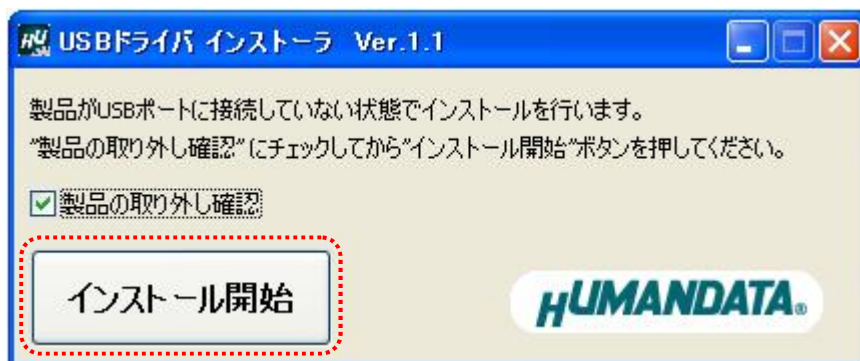 USBドライバ インストーラ Ver.1.1
製品がUSBポートに接続していない状態でインストールを行います。
"製品の取り外し確認"にチェックしてから"インストール開始"ボタンを押してください。
製品の取り外し確認
インストール開始
HUMANDATA®